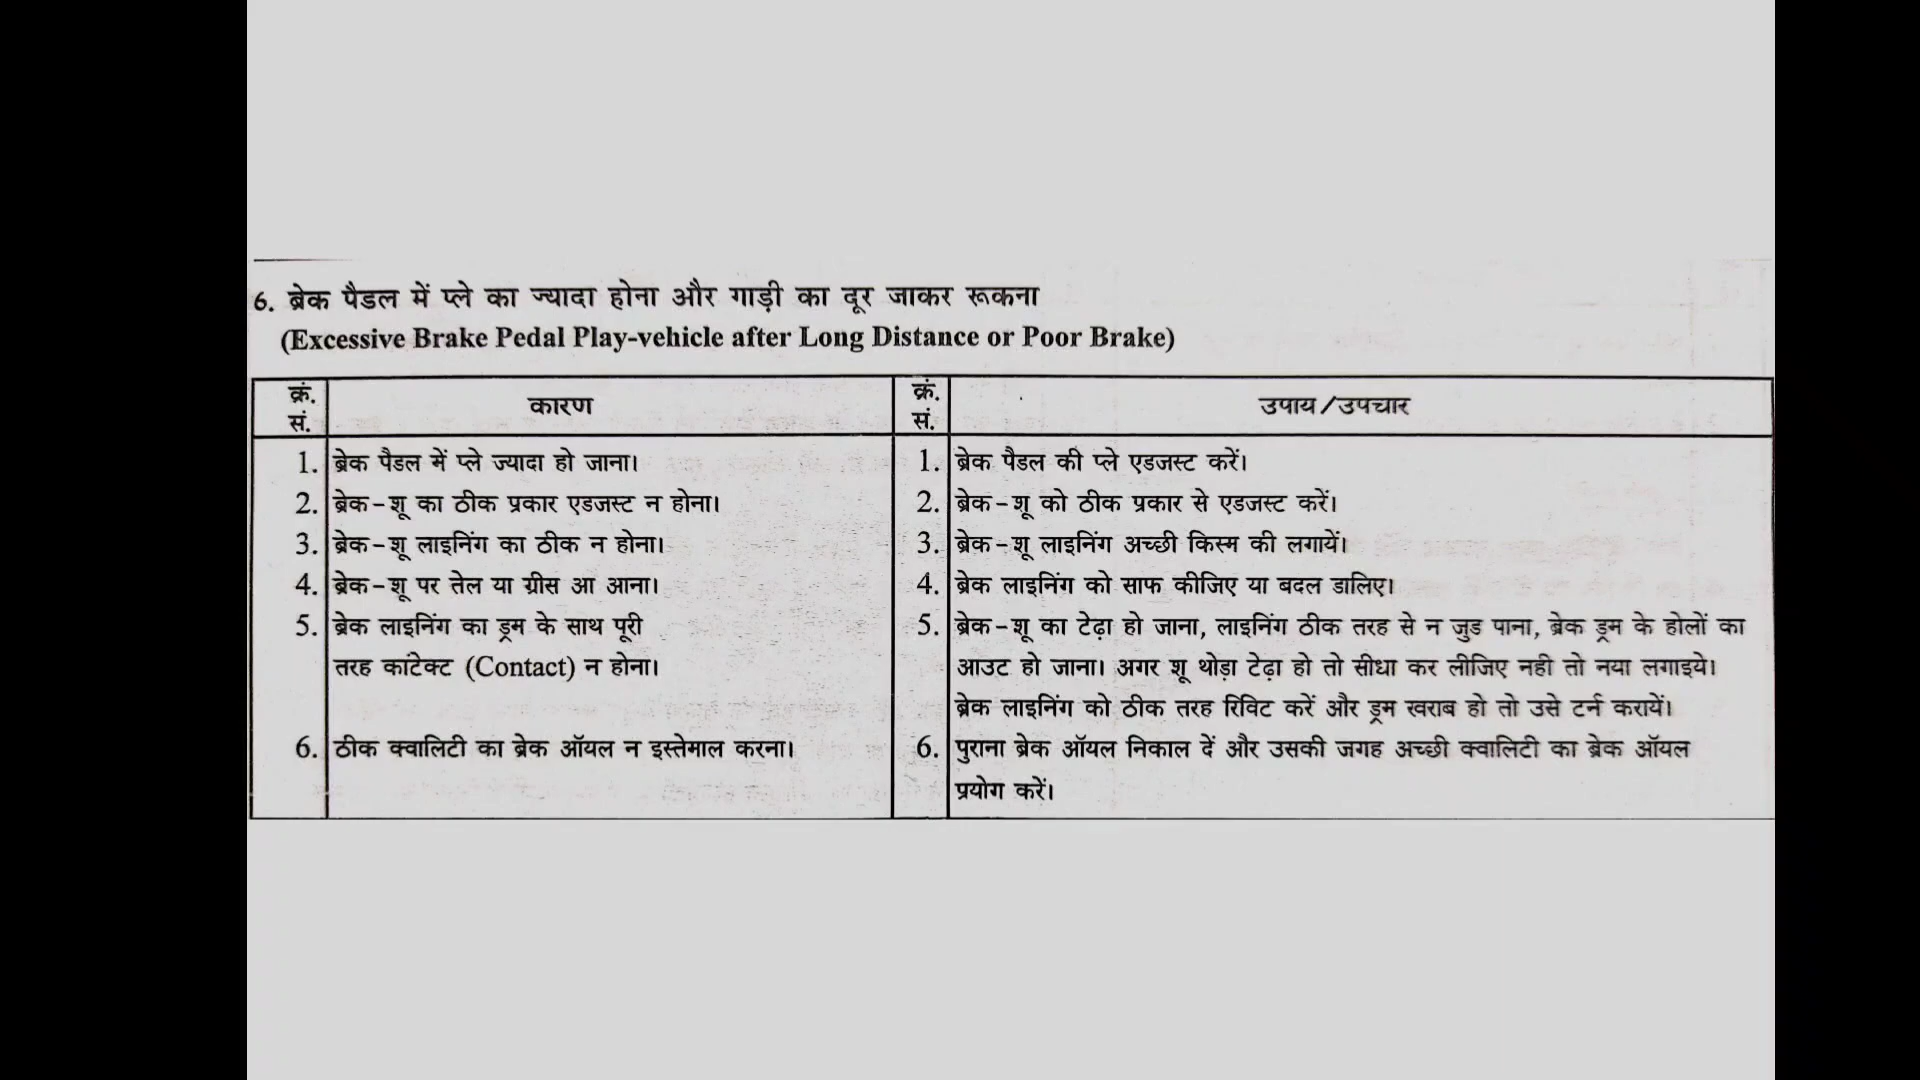 6. ब्रेक पैडल में प्ले का ज्यादा होना और गाड़ी का दूर जाकर रूकना
(Excessive Brake Pedal Play-vehicle after Long Distance or Poor Brake)
क्रं. सं.
कारण
क्रं. सं.
उपाय/उपचार
1. ब्रेक पैडल में प्ले ज्यादा हो जाना।
1. ब्रेक पैडल की प्ले एडजस्ट करें।
2. ब्रेक-शू का ठीक प्रकार एडजस्ट न होना।
2. ब्रेक-शू को ठीक प्रकार से एडजस्ट करें।
3. ब्रेक-शू लाइनिंग का ठीक न होना।
3. ब्रेक-शू लाइनिंग अच्छी किस्म की लगायें।
4. ब्रेक-शू पर तेल या ग्रीस आ आना।
4. ब्रेक लाइनिंग को साफ कीजिए या बदल डालिए।
5. ब्रेक लाइनिंग का ड्रम के साथ पूरी
तरह कांटेक्ट (Contact) न होना।
5. ब्रेक-शू का टेढ़ा हो जाना, लाइनिंग ठीक तरह से न जुड पाना, ब्रेक ड्रम के होलों का
आउट हो जाना। अगर शू थोड़ा टेढ़ा हो तो सीधा कर लीजिए नही तो नया लगाइये।
ब्रेक लाइनिंग को ठीक तरह रिविट करें और ड्रम खराब हो तो उसे टर्न करायें।
6. ठीक क्वालिटी का ब्रेक ऑयल न इस्तेमाल करना।
6. पुराना ब्रेक ऑयल निकाल दें और उसकी जगह अच्छी क्वालिटी का ब्रेक ऑयल
प्रयोग करें।